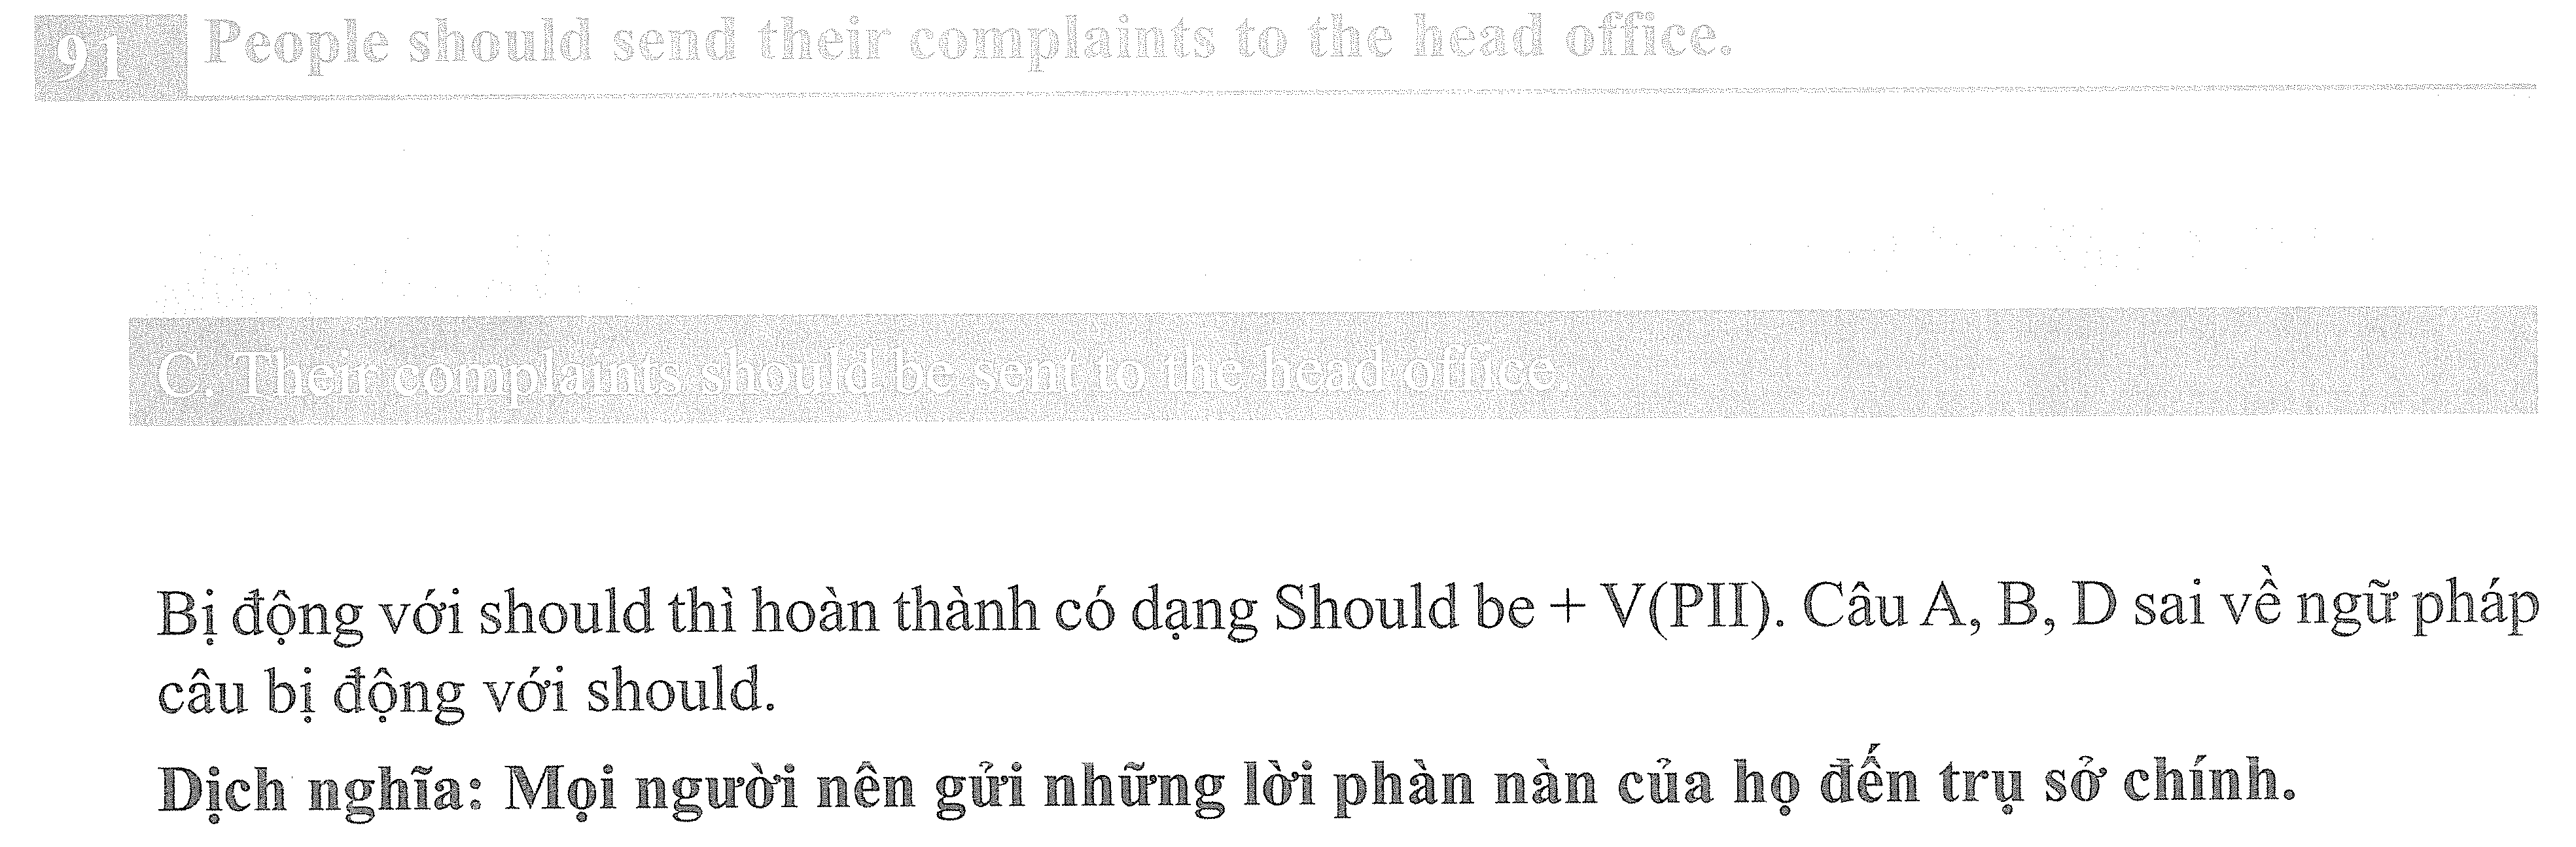 91 People should send their complaints to the head office.
C. Their complaints should be sent to the head office.
Bị động với should thì hoàn thành có dạng Should be + V(PII). Câu A, B, D sai về ngữ pháp
câu bị động với should.
Dịch nghĩa: Mọi người nên gửi những lời phàn nàn của họ đến trụ sở chính.